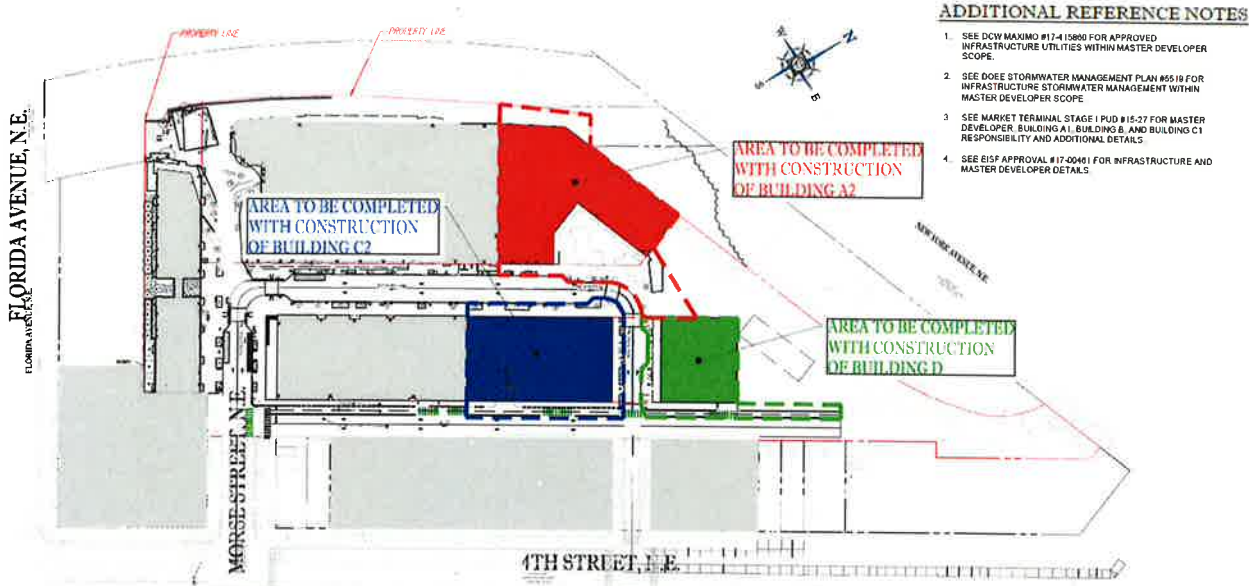 ADDITIONAL REFERENCE NOTES
1. SEE DCW MAXIMO #17-415860 FOR APPROVED
INFRASTRUCTURE UTILITIES WITHIN MASTER DEVELOPER
SCOPE.
2. SEE DOEE STORMWATER MANAGEMENT PLAN #5519 FOR
INFRASTRUCTURE STORMWATER MANAGEMENT WITHIN
MASTER DEVELOPER SCOPE
3 SEE MARKET TERMINAL STAGE I PUD #15-27 FOR MASTER
DEVELOPER, BUILDING A1, BUILDING B, AND BUILDING C1
RESPONSIBILITY AND ADDITIONAL DETAILS.
4. SEE EISF APPROVAL #17-00461 FOR INFRASTRUCTURE AND
MASTER DEVELOPER DETAILS.
PROPERTY LINE
PROPERTY LINE
N
S
E
FLORIDA AVENUE, N.E.
FLORIDA AVENUE, N.E.
AREA TO BE COMPLETED
WITH CONSTRUCTION
OF BUILDING A2
AREA TO BE COMPLETED
WITH CONSTRUCTION
OF BUILDING C2
NEW YORK AVENUE, N.E.
AREA TO BE COMPLETED
WITH CONSTRUCTION
OF BUILDING D
MORSE STREET, N.E.
4TH STREET, N.E.